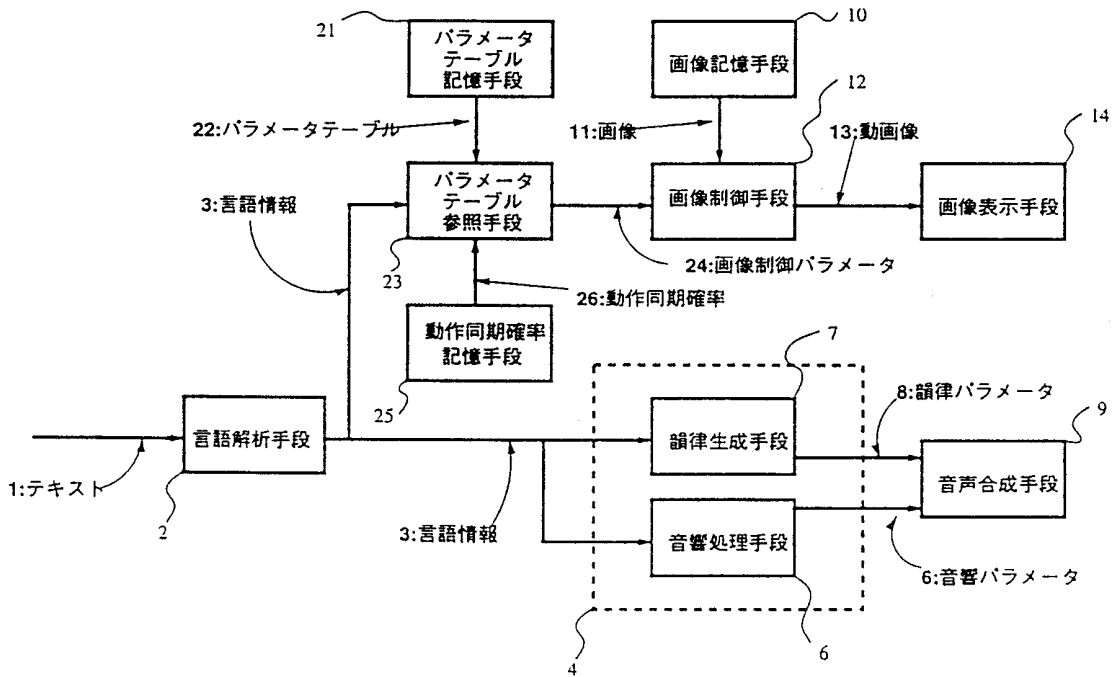 21
パラメータ
テーブル
記憶手段
10
画像記憶手段
12
22:パラメータテーブル
11:画像
13:動画像
14
3:言語情報
パラメータ
テーブル
参照手段
画像制御手段
画像表示手段
23
24:画像制御パラメータ
26:動作同期確率
動作同期確率
記憶手段
25
7
8:韻律パラメータ
9
言語解析手段
韻律生成手段
音声合成手段
1:テキスト
2
3:言語情報
音響処理手段
6:音響パラメータ
4
6